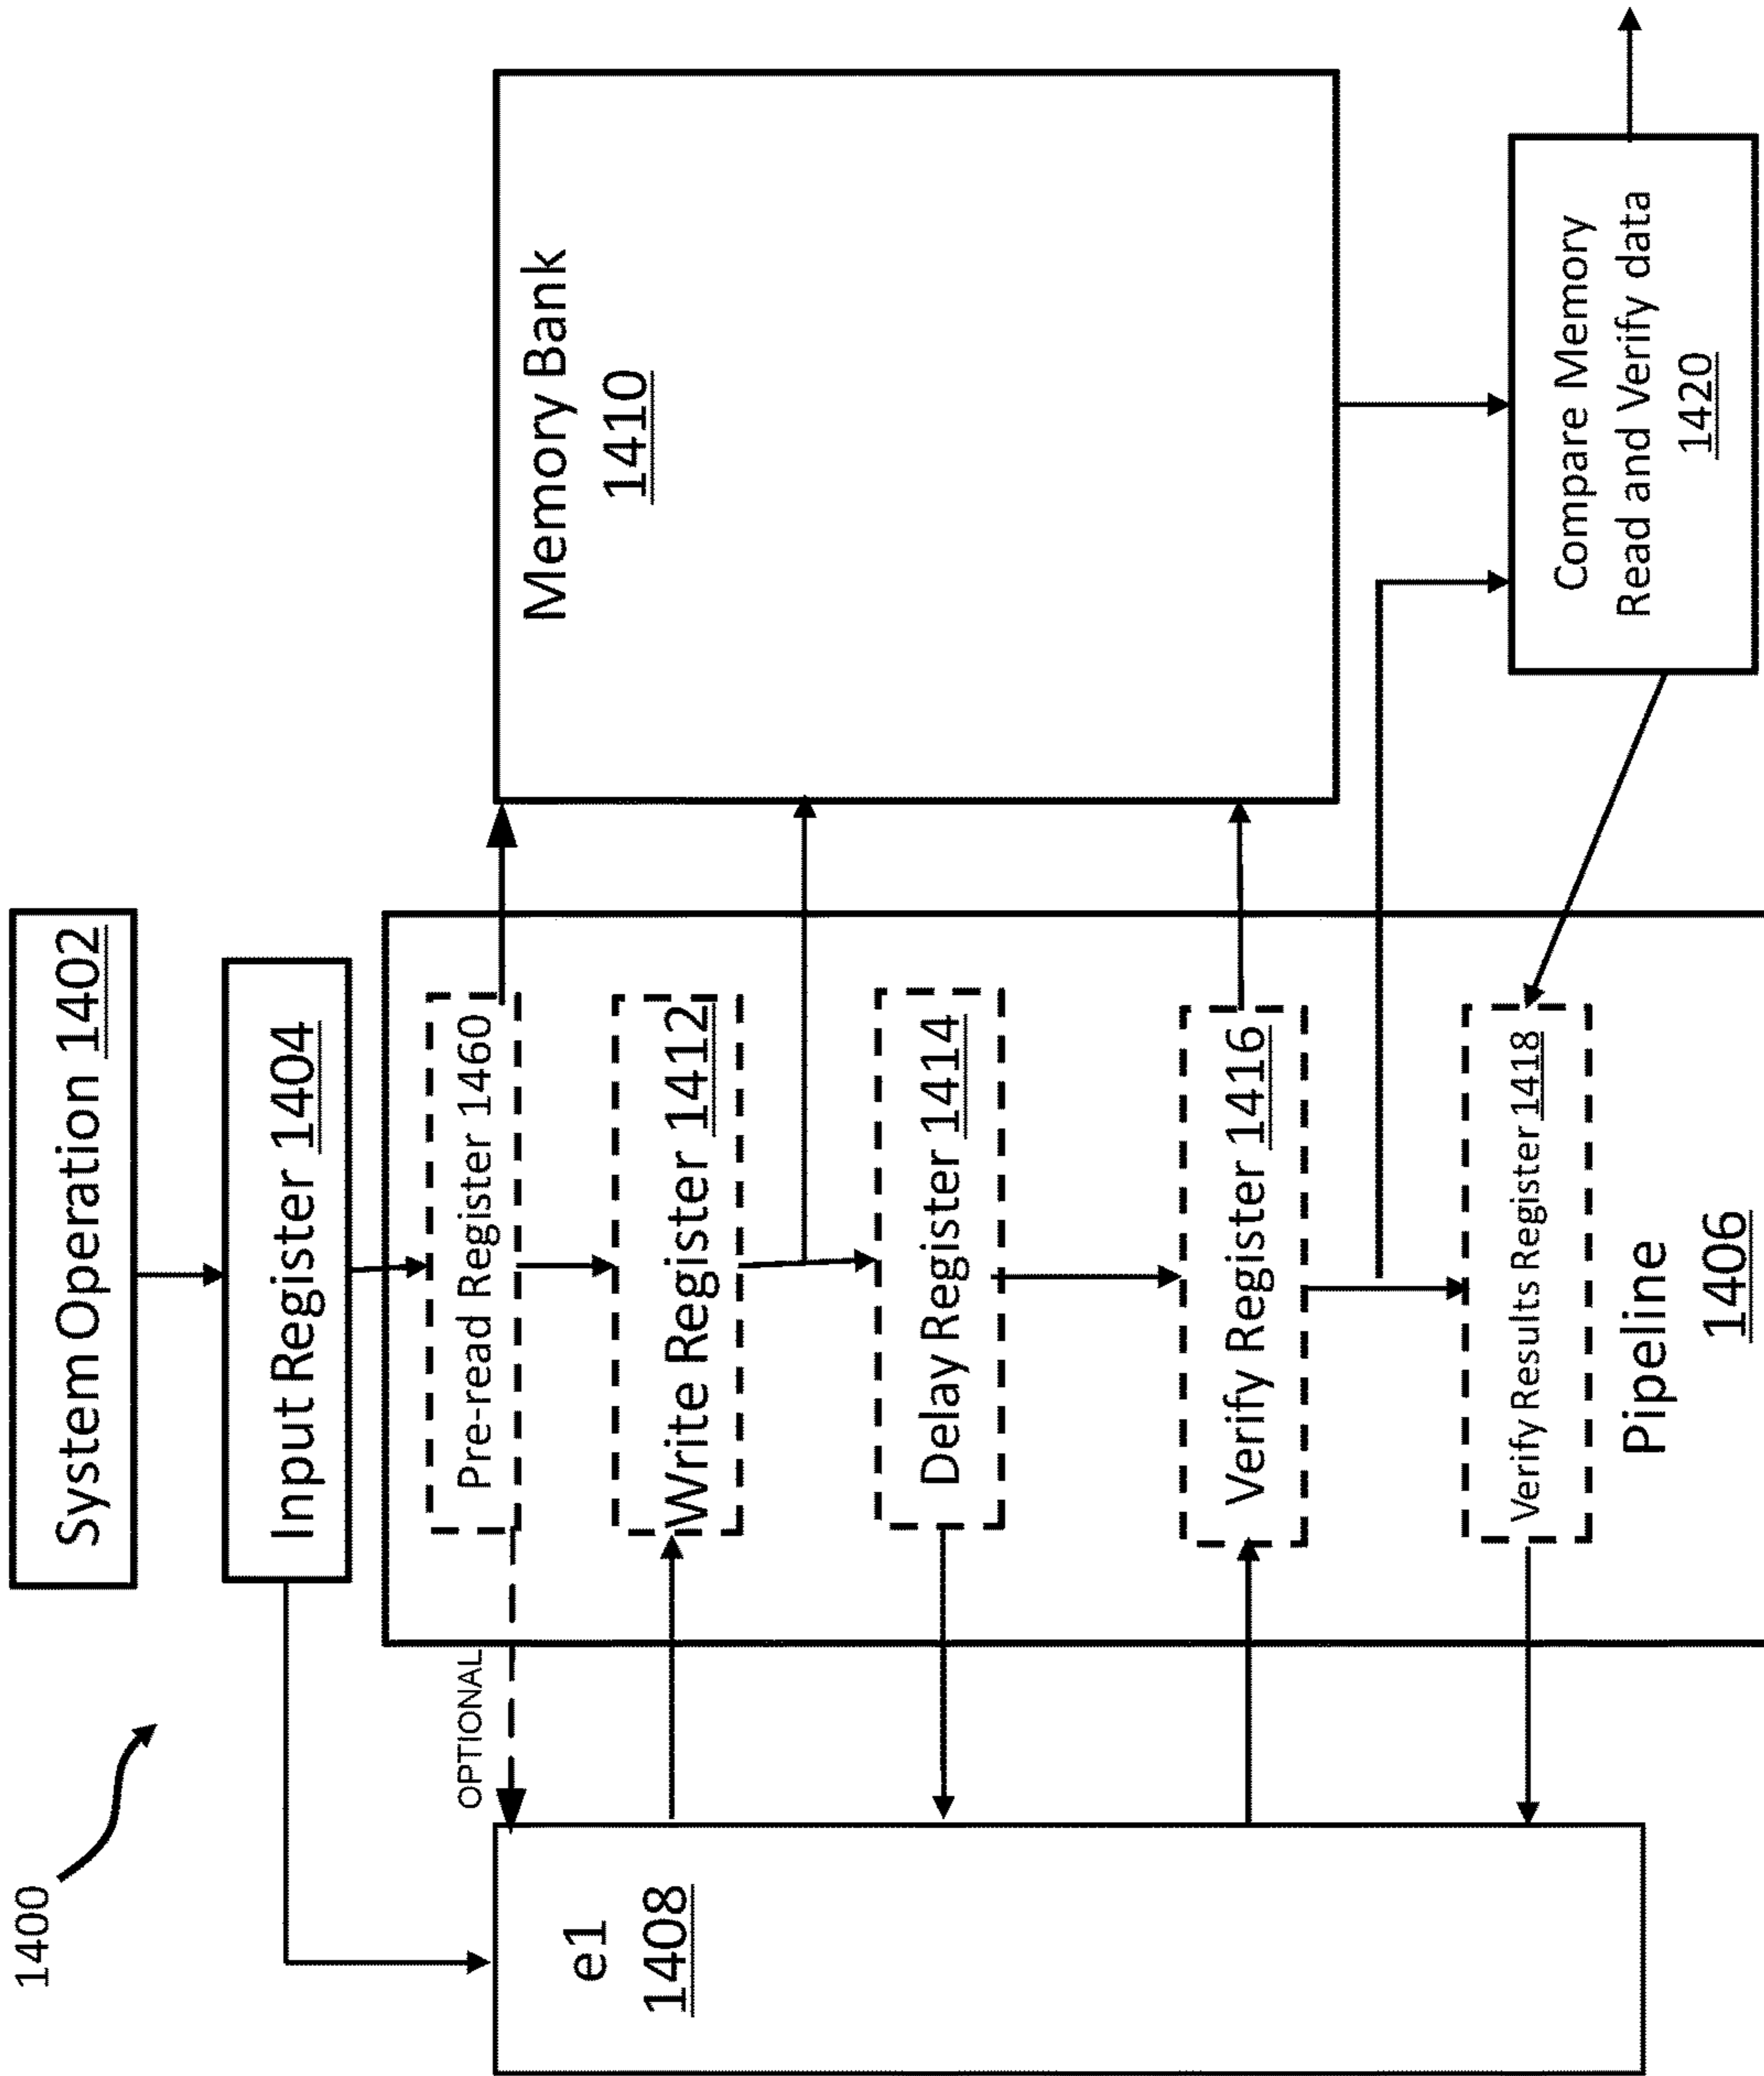 1400
System Operation 1402
Input Register 1404
OPTIONAL
Pre-read Register 1460
Write Register 1412
Delay Register 1414
Verify Register 1416
Verify Results Register 1418
Pipeline
1406
e1
1408
Memory Bank
1410
Compare Memory
Read and Verify data
1420